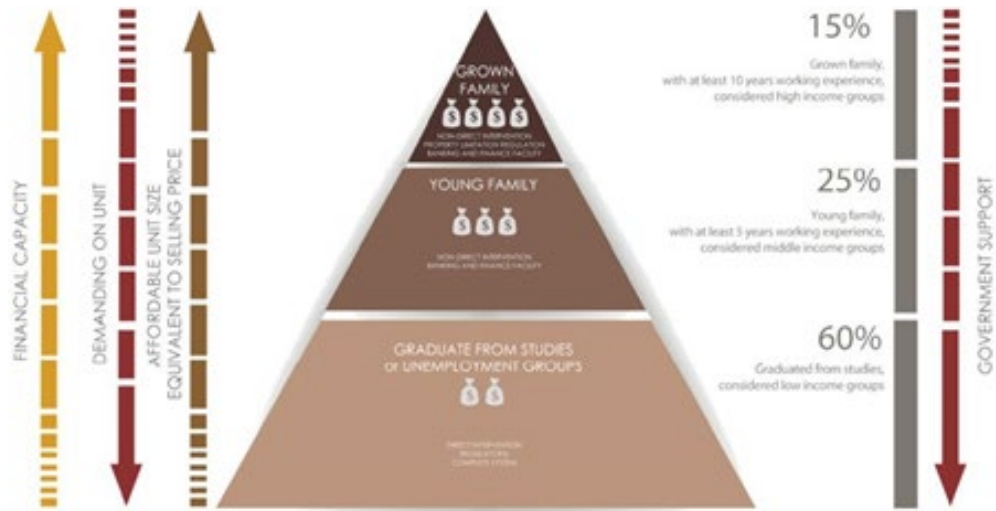 FINANCIAL CAPACITY
DEMANDING ON UNIT
AFFORDABLE UNIT SIZE
EQUIVALENT TO SELLING PRICE
GROWN
FAMILY
$ $ $ $
NON-DIRECT INTERVENTION
PROPERTY LIMITATION REGULATION
BANKING AND FINANCE FACILITY
YOUNG FAMILY
$ $ $
NON-DIRECT INTERVENTION
BANKING AND FINANCE FACILITY
GRADUATE FROM STUDIES
or UNEMPLOYMENT GROUPS
$ $
DIRECT INTERVENTION
COMPLETE SYSTEM
15%
Grown family,
with at least 10 years working experience,
considered high income groups
25%
Young family,
with at least 5 years working experience,
considered middle income groups
60%
Graduated from studies,
considered low income groups
GOVERNMENT SUPPORT